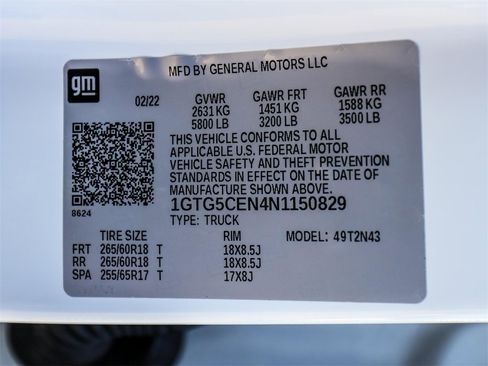 gm
MFD BY GENERAL MOTORS LLC
02/22 GVWR GAWR FRT GAWR RR
2631 KG 1451 KG 1588 KG
5800 LB 3200 LB 3500 LB
THIS VEHICLE CONFORMS TO ALL
APPLICABLE U.S. FEDERAL MOTOR
VEHICLE SAFETY AND THEFT PREVENTION
STANDARDS IN EFFECT ON THE DATE OF
MANUFACTURE SHOWN ABOVE.
8624
1GTG5CEN4N1150829
TYPE: TRUCK
TIRE SIZE RIM MODEL: 49T2N43
FRT 265/60R18 T 18X8.5J
RR 265/60R18 T 18X8.5J
SPA 255/65R17 T 17X8J